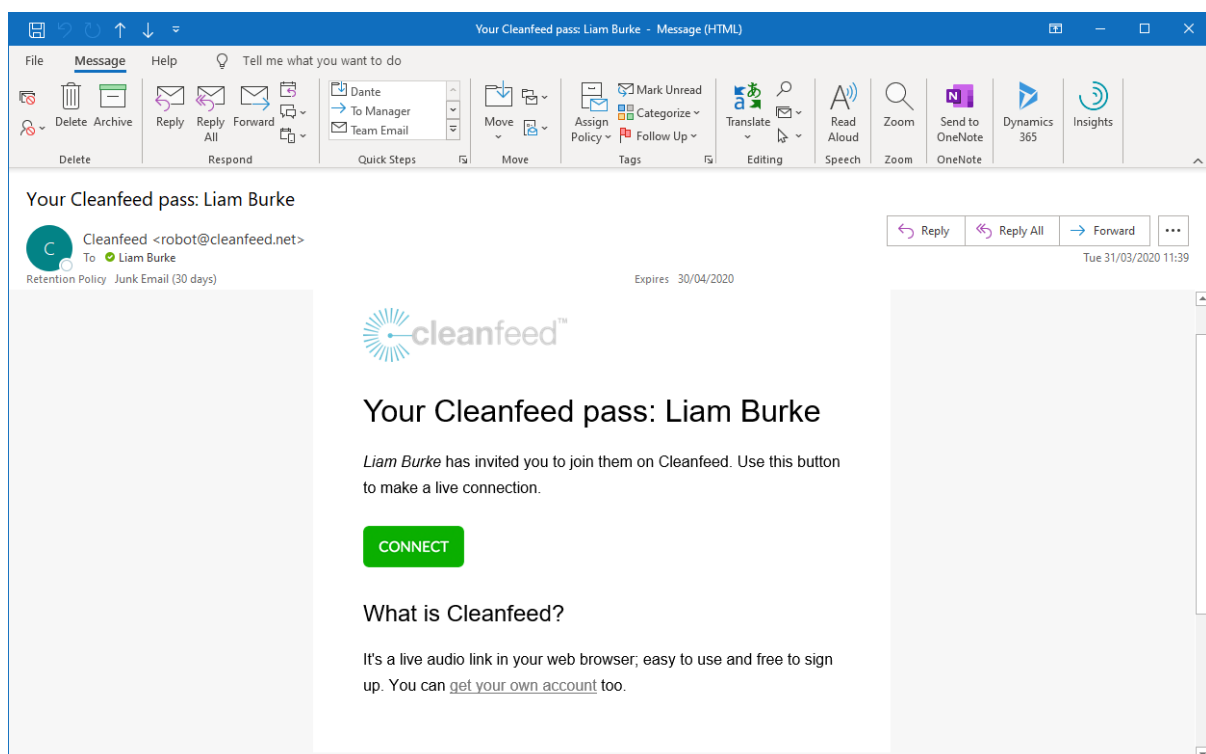 Your Cleanfeed pass: Liam Burke - Message (HTML)
File Message Help Tell me what you want to do
Delete Archive
Reply Reply All Forward
Dante
To Manager
Team Email
Move
Assign Policy
Mark Unread
Categorize
Follow Up
Translate
Read Aloud
Zoom
Send to OneNote
Dynamics 365
Insights
Delete Respond Quick Steps Move Tags Editing Speech Zoom OneNote
Your Cleanfeed pass: Liam Burke
C
Cleanfeed <robot@cleanfeed.net>
To Liam Burke
Reply Reply All Forward
Tue 31/03/2020 11:39
Retention Policy Junk Email (30 days) Expires 30/04/2020
cleanfeed™
Your Cleanfeed pass: Liam Burke
Liam Burke has invited you to join them on Cleanfeed. Use this button
to make a live connection.
CONNECT
What is Cleanfeed?
It's a live audio link in your web browser; easy to use and free to sign
up. You can get your own account too.